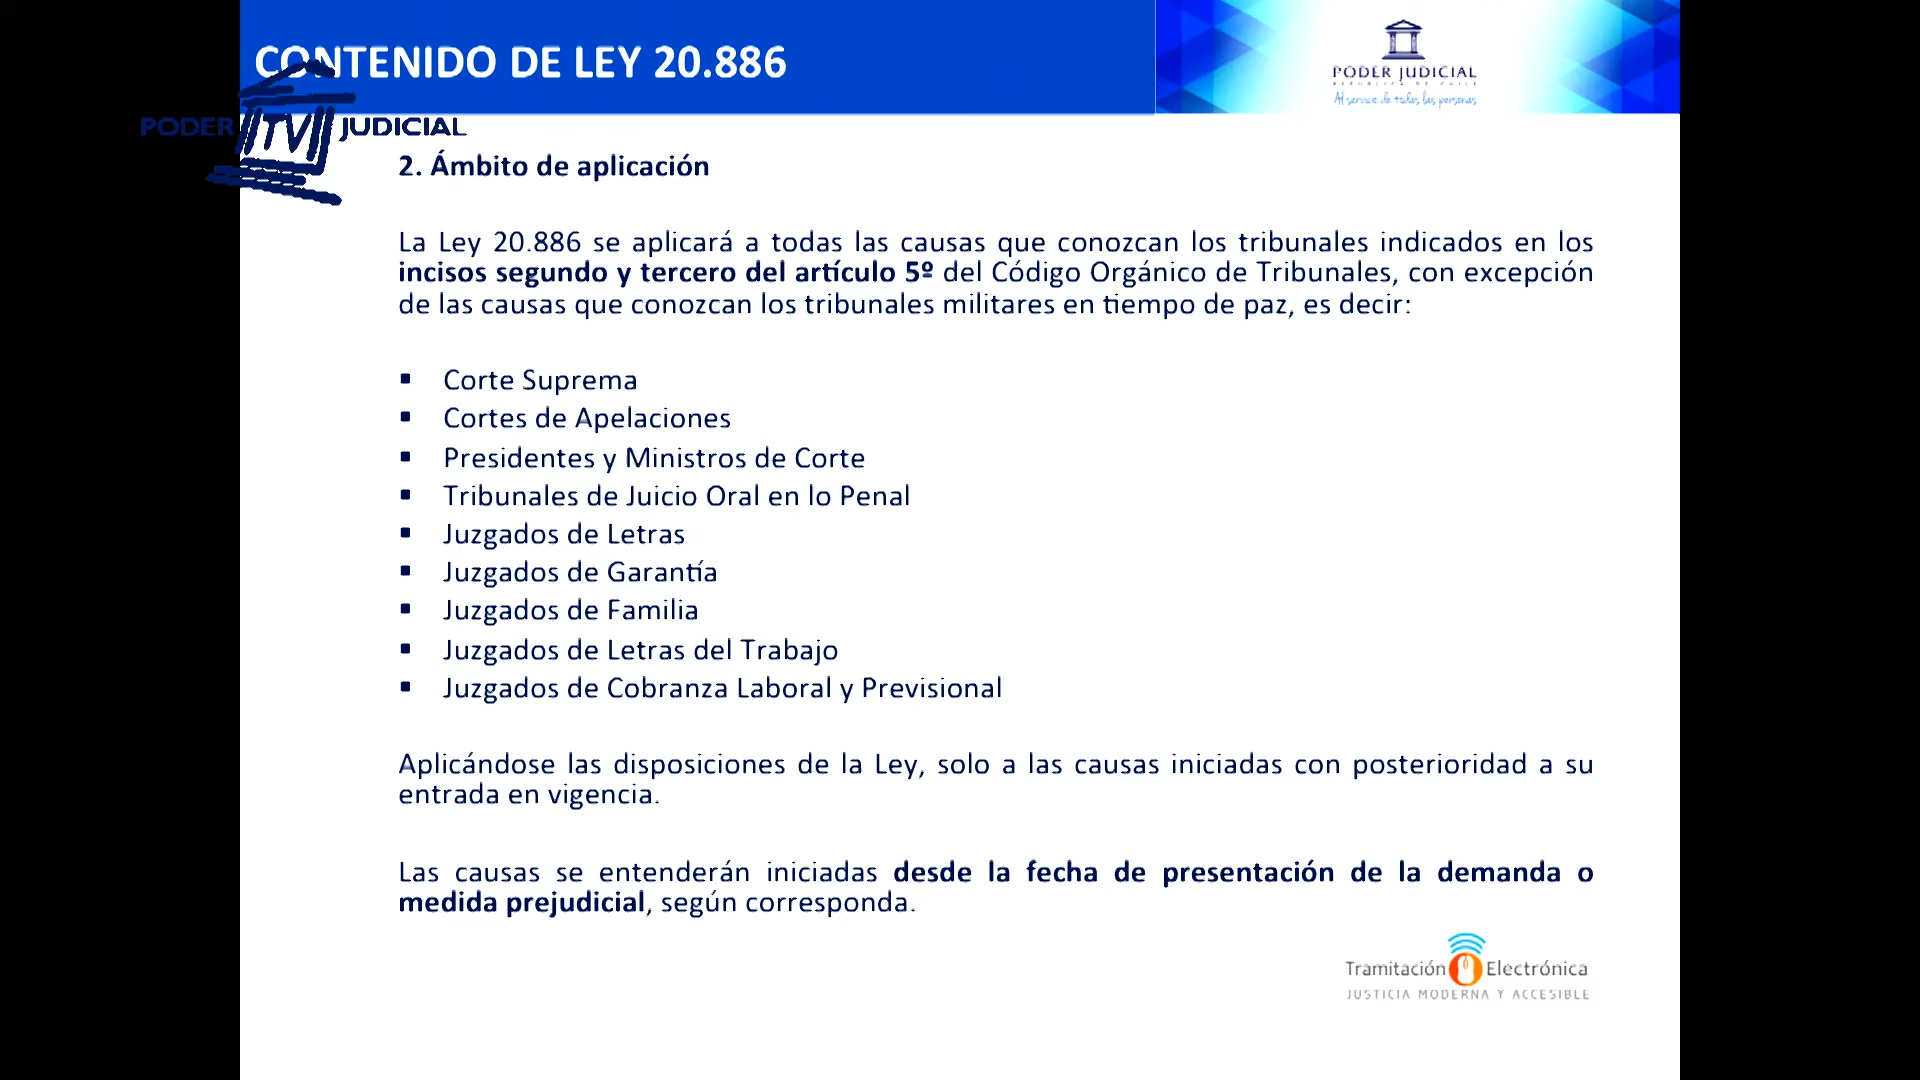 CONTENIDO DE LEY 20.886
PODER JUDICIAL
REPUBLICA DE CHILE
Al servicio de todas las personas
PODER TV JUDICIAL
2. Ámbito de aplicación
La Ley 20.886 se aplicará a todas las causas que conozcan los tribunales indicados en los
incisos segundo y tercero del artículo 5º del Código Orgánico de Tribunales, con excepción
de las causas que conozcan los tribunales militares en tiempo de paz, es decir:
▪ Corte Suprema
▪ Cortes de Apelaciones
▪ Presidentes y Ministros de Corte
▪ Tribunales de Juicio Oral en lo Penal
▪ Juzgados de Letras
▪ Juzgados de Garantía
▪ Juzgados de Familia
▪ Juzgados de Letras del Trabajo
▪ Juzgados de Cobranza Laboral y Previsional
Aplicándose las disposiciones de la Ley, solo a las causas iniciadas con posterioridad a su
entrada en vigencia.
Las causas se entenderán iniciadas desde la fecha de presentación de la demanda o
medida prejudicial, según corresponda.
Tramitación Electrónica
JUSTICIA MODERNA Y ACCESIBLE